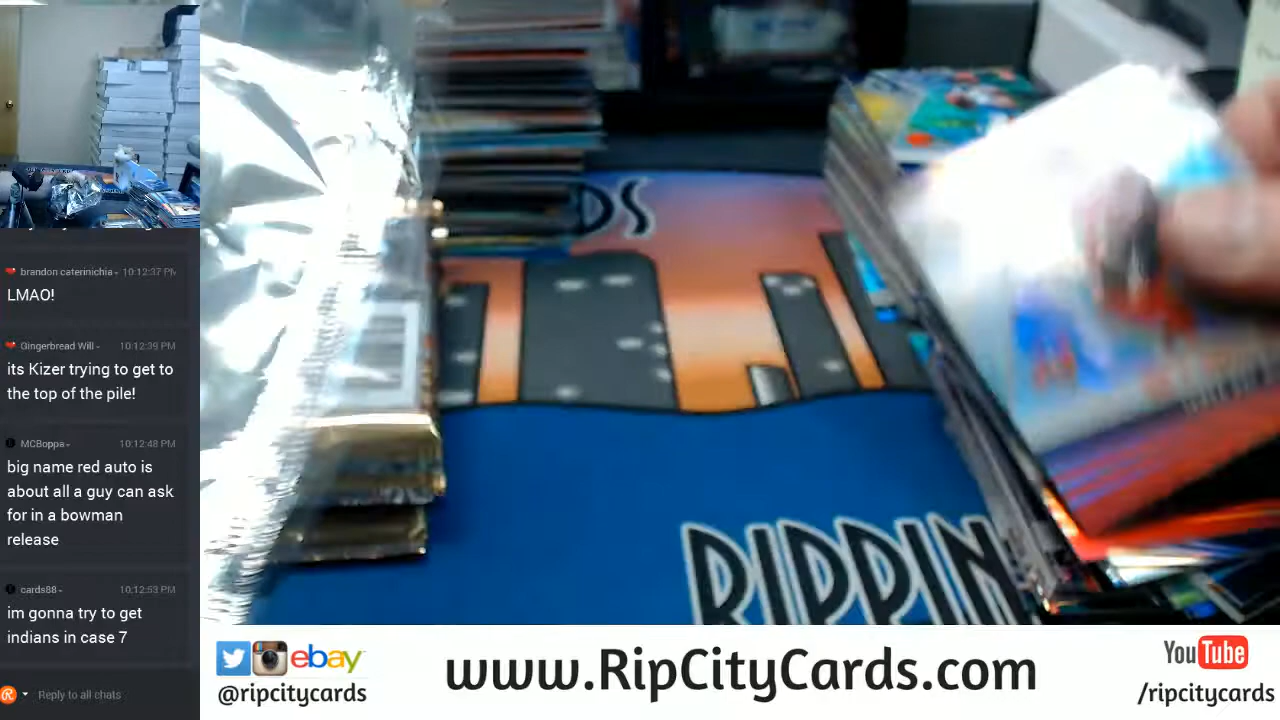 brandon caterinichia 10:12:37 PM
LMAO!
Gingerbread Will 10:12:39 PM
its Kizer trying to get to
the top of the pile!
MCBoppa 10:12:48 PM
big name red auto is
about all a guy can ask
for in a bowman
release
cards88 10:12:53 PM
im gonna try to get
indians in case 7
Reply to all chats
DS
RIPPIN
ebay
@ripcitycards
www.RipCityCards.com
YouTube
/ripcitycards